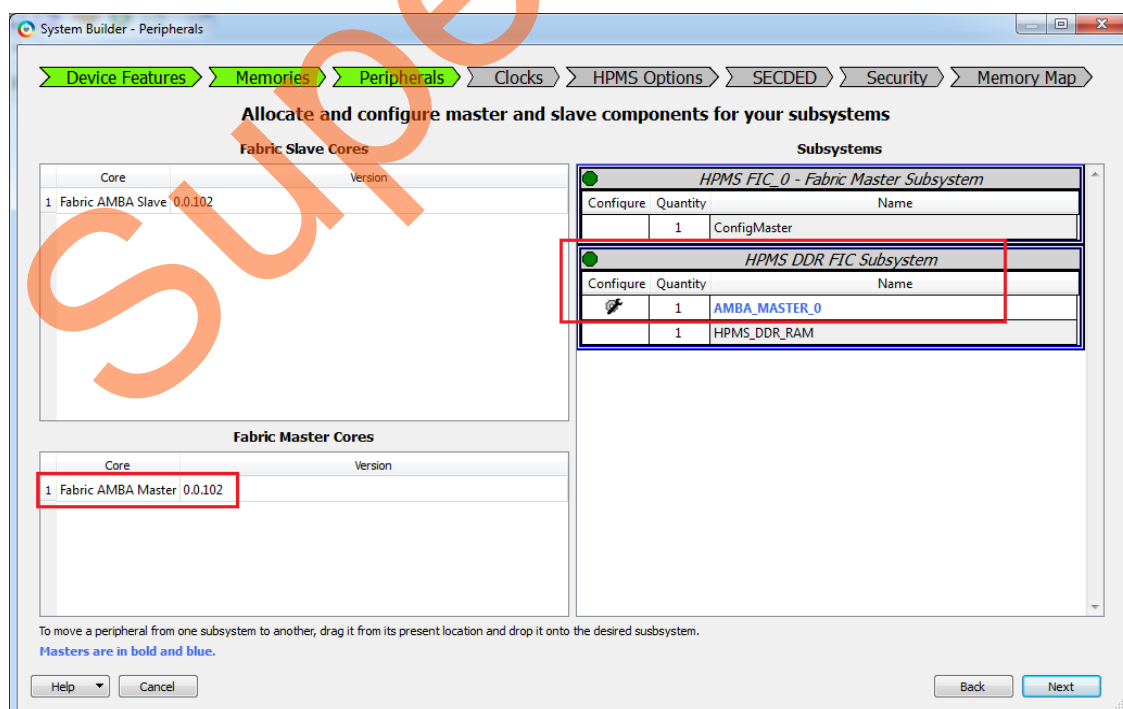 System Builder - Peripherals
Device Features Memories Peripherals Clocks HPMS Options SECDED Security Memory Map
Allocate and configure master and slave components for your subsystems
Fabric Slave Cores
Core Version
1 Fabric AMBA Slave 0.0.102
Fabric Master Cores
Core Version
1 Fabric AMBA Master 0.0.102
Subsystems
HPMS FIC_0 - Fabric Master Subsystem
Configure Quantity Name
1 ConfigMaster
HPMS DDR FIC Subsystem
Configure Quantity Name
1 AMBA_MASTER_0
1 HPMS_DDR_RAM
To move a peripheral from one subsystem to another, drag it from its present location and drop it onto the desired susbsystem.
Masters are in bold and blue.
Help Cancel Back Next
Supe